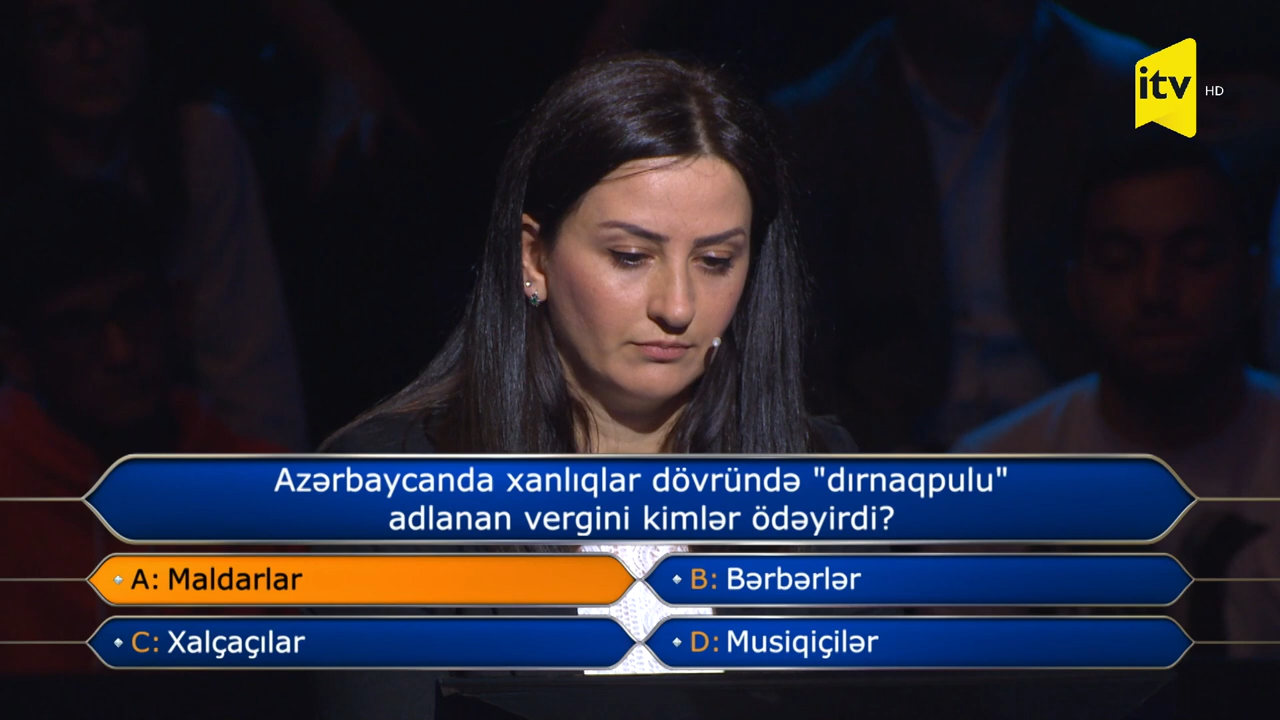 itv HD
Azərbaycanda xanlıqlar dövründə "dırnaqpulu"
adlanan vergini kimlər ödəyirdi?
A: Maldarlar
B: Bərbərlər
C: Xalçaçılar
D: Musiqiçilər